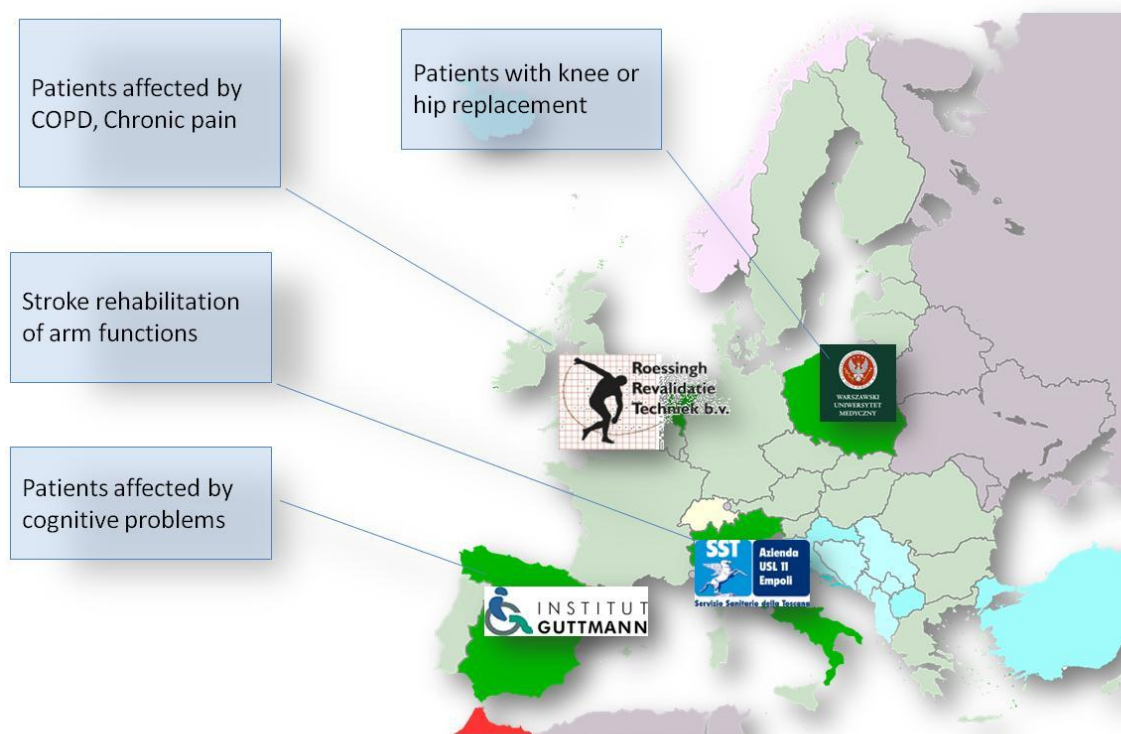 Patients affected by
COPD, Chronic pain
Patients with knee or
hip replacement
Stroke rehabilitation
of arm functions
Patients affected by
cognitive problems
Roessingh
Revalidatie
Techniek b.v.
WARSZAWSKI
UNIWERSYTET
MEDYCZNY
SST
Azienda
USL 11
Empoli
Servizio Sanitario della Toscana
INSTITUT
GUTTMANN